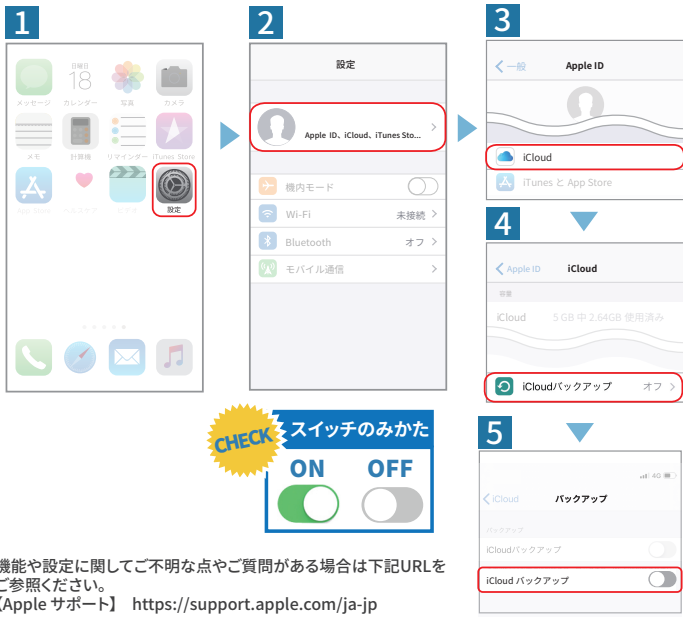 1
メッセージ
日曜日
18
カレンダー
写真
カメラ
メモ
計算機
リマインダー
iTunes Store
App Store
ヘルスケア
ビデオ
設定
2
設定
Apple ID、iCloud、iTunes Sto...
機内モード
Wi-Fi 未接続
Bluetooth オフ
モバイル通信
3
一般 Apple ID
iCloud
iTunes と App Store
4
Apple ID iCloud
容量
iCloud 5 GB 中 2.64GB 使用済み
iCloudバックアップ オフ
5
4G
iCloud バックアップ
バックアップ
iCloudバックアップ
iCloud バックアップ
CHECK
スイッチのみかた
ON OFF
機能や設定に関してご不明な点やご質問がある場合は下記URLを
ご参照ください。
【Apple サポート】 https://support.apple.com/ja-jp